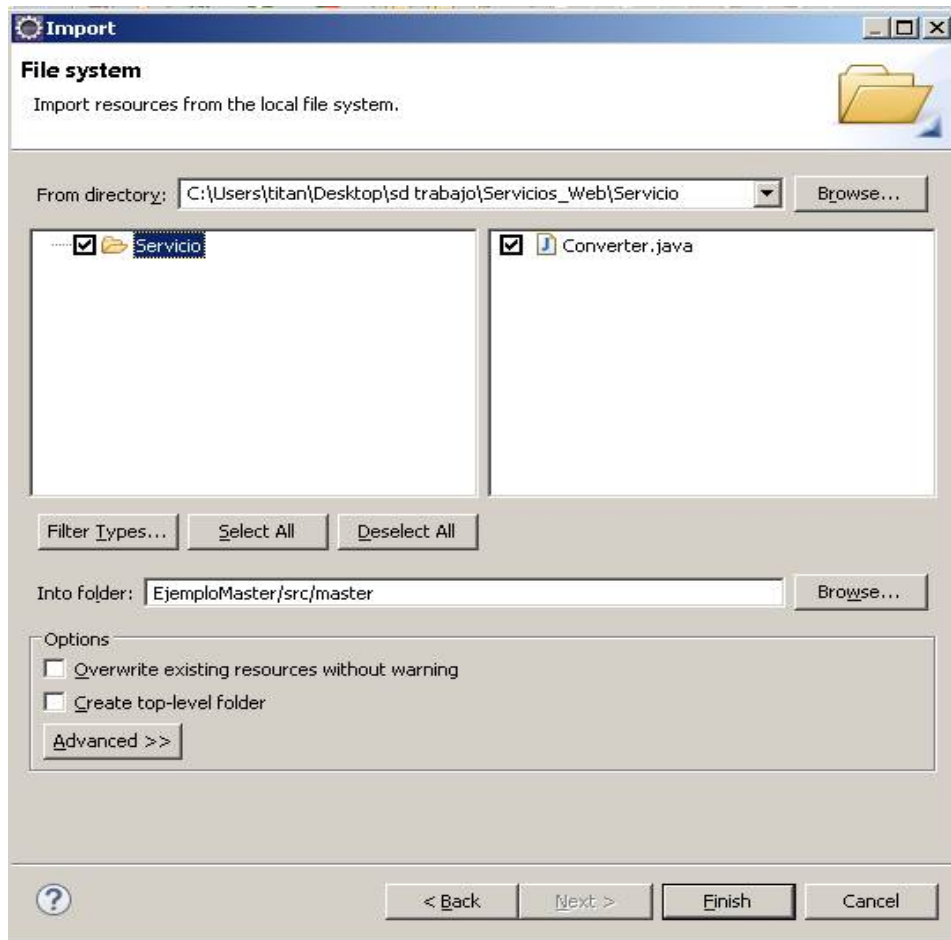 Import
File system
Import resources from the local file system.
From directory: C:\Users\titan\Desktop\sd trabajo\Servicios_Web\Servicio Browse...
Servicio
Converter.java
Filter Types... Select All Deselect All
Into folder: EjemploMaster/src/master Browse...
Options
Overwrite existing resources without warning
Create top-level folder
Advanced >>
? < Back Next > Finish Cancel